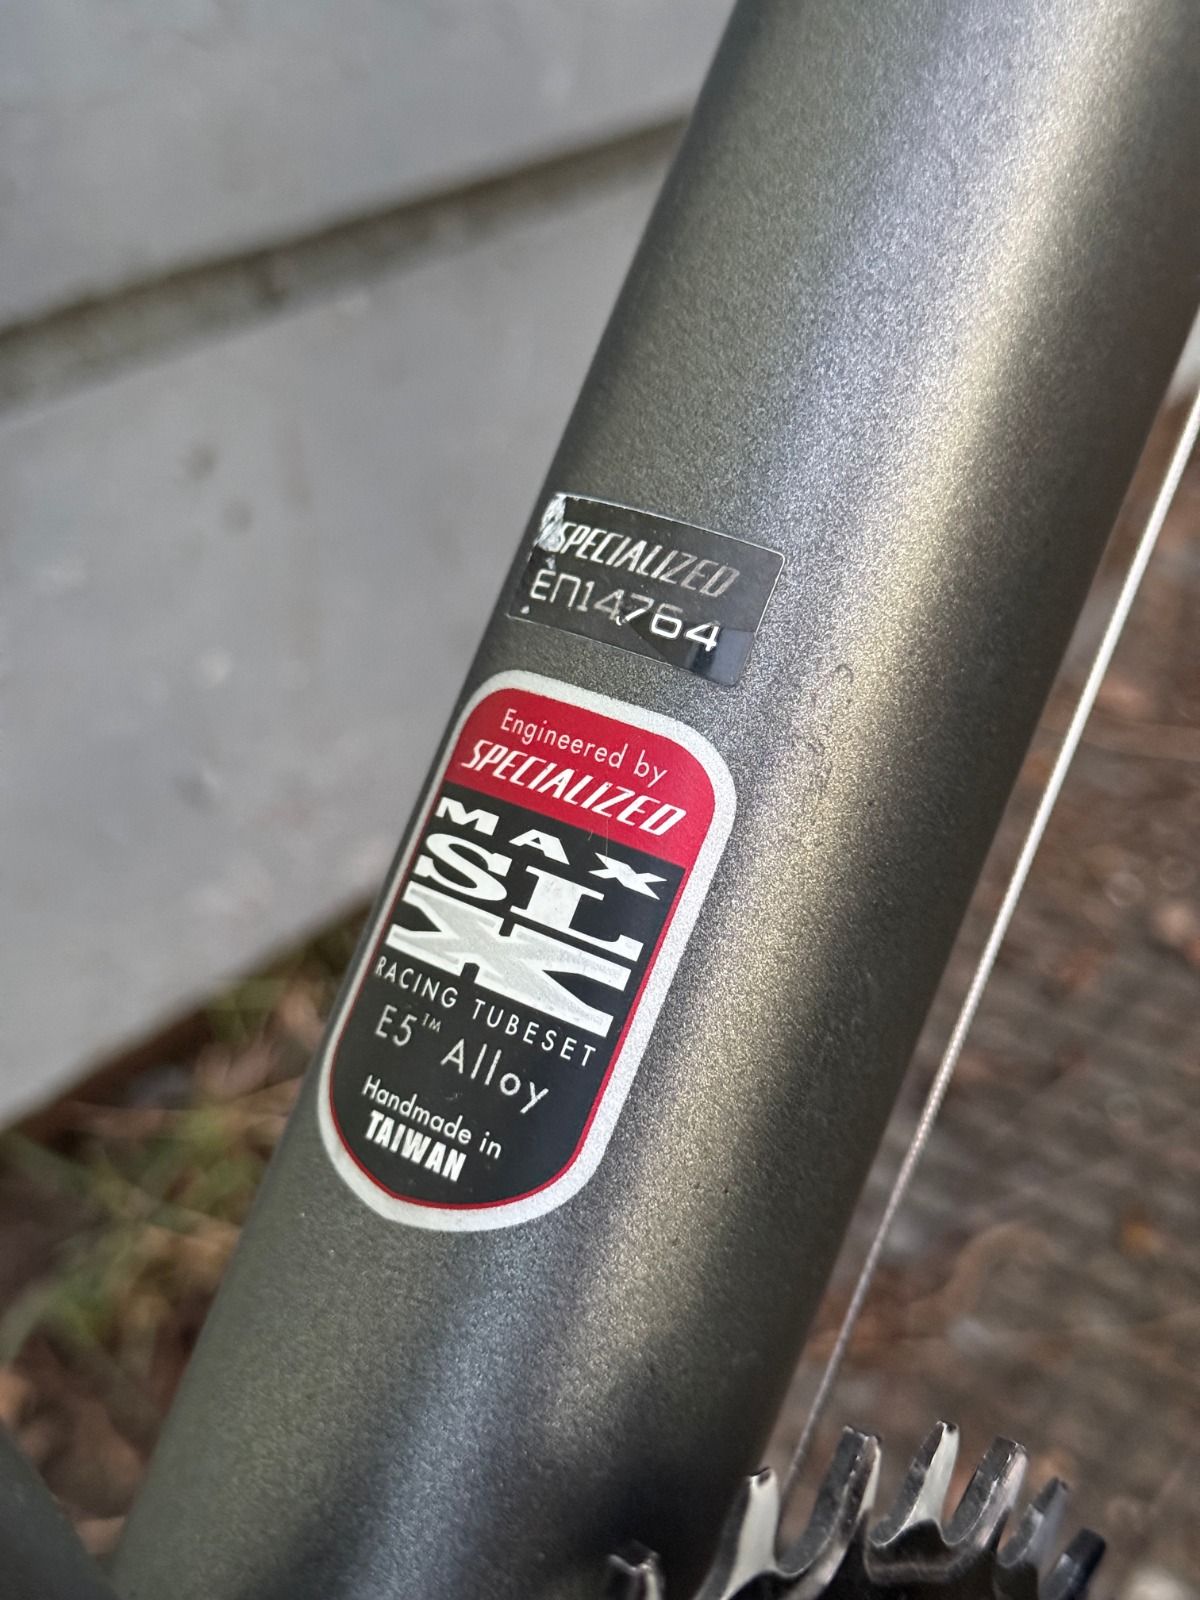 SPECIALIZED
EN14764
Engineered by
SPECIALIZED
MAX
SL
X
RACING TUBESET
E5™ Alloy
Handmade in
TAIWAN